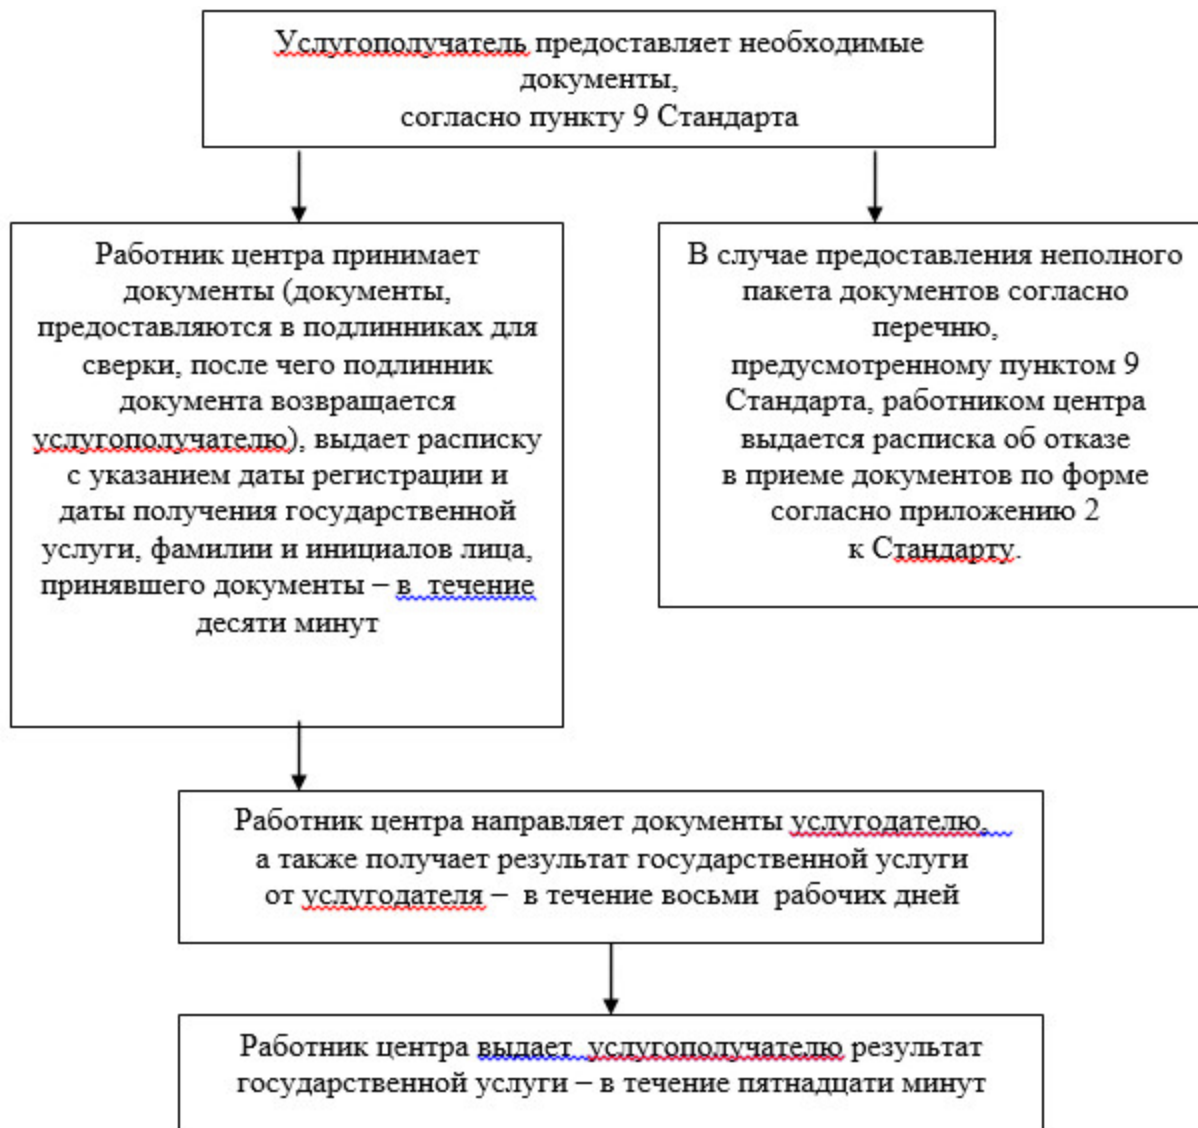 Услугополучатель предоставляет необходимые
документы,
согласно пункту 9 Стандарта
Работник центра принимает
документы (документы,
предоставляются в подлинниках для
сверки, после чего подлинник
документа возвращается
услугополучателю), выдает расписку
с указанием даты регистрации и
даты получения государственной
услуги, фамилии и инициалов лица,
принявшего документы – в  течение
десяти минут
В случае предоставления неполного
пакета документов согласно
перечню,
предусмотренному пунктом 9
Стандарта, работником центра
выдается расписка об отказе
в приеме документов по форме
согласно приложению 2
к Стандарту.
Работник центра направляет документы услугодателю,
а также получает результат государственной услуги
от услугодателя –  в течение восьми  рабочих дней
Работник центра выдает  услугополучателю результат
государственной услуги – в течение пятнадцати минут